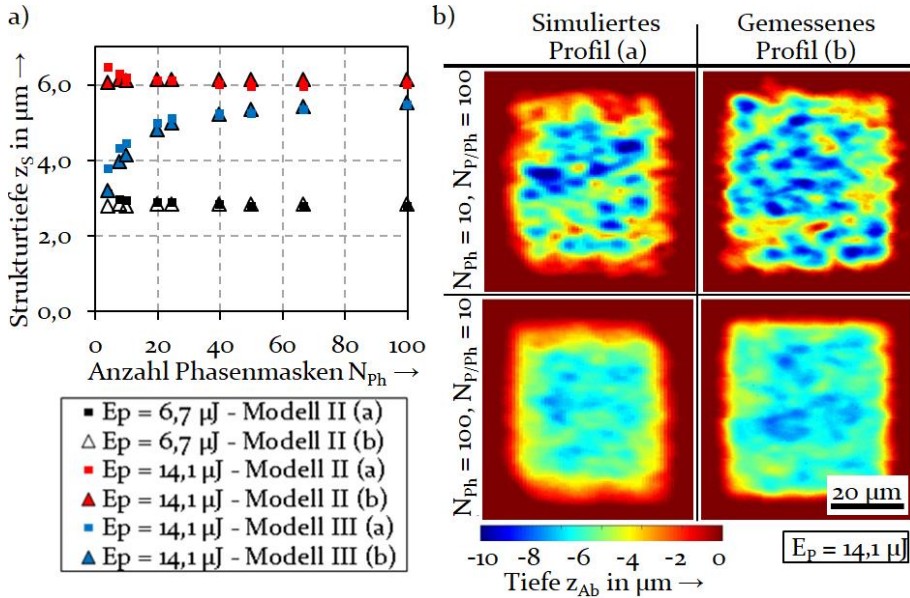 a)
Strukturtiefe z_S in µm →
6,0
4,0
2,0
0,0
0 20 40 60 80 100
Anzahl Phasenmasken N_Ph →
Ep = 6,7 µJ - Modell II (a)
Ep = 6,7 µJ - Modell II (b)
Ep = 14,1 µJ - Modell II (a)
Ep = 14,1 µJ - Modell II (b)
Ep = 14,1 µJ - Modell III (a)
Ep = 14,1 µJ - Modell III (b)
b)
Simuliertes
Profil (a)
Gemessenes
Profil (b)
N_Ph = 10, N_P/Ph = 100
N_Ph = 100, N_P/Ph = 10
20 µm
-10 -6 -4 -2 0
Tiefe z_Ab in µm →
E_P = 14,1 µJ